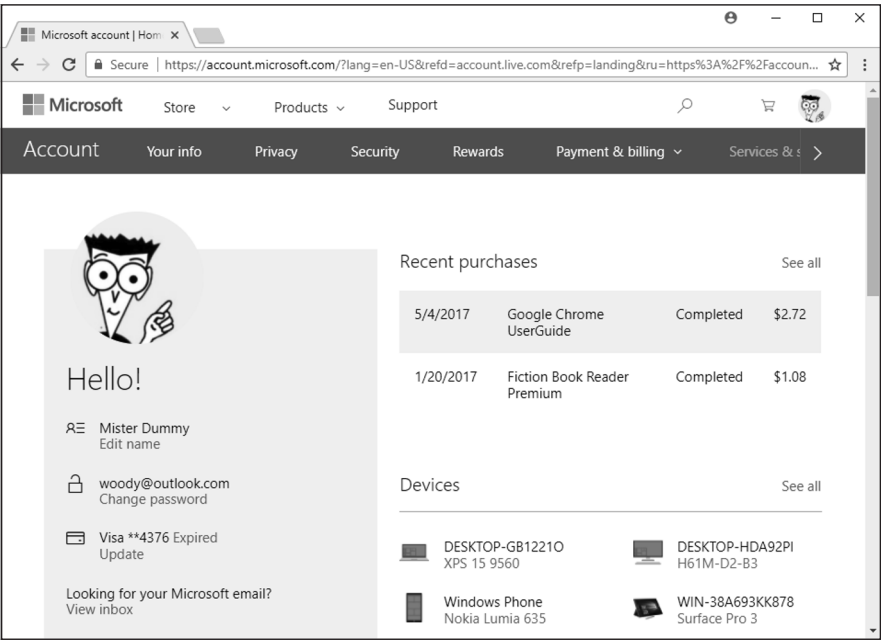 Microsoft account | Hom
Secure | https://account.microsoft.com/?lang=en-US&refd=account.live.com&refp=landing&ru=https%3A%2F%2Faccoun...
Microsoft Store Products Support
Account Your info Privacy Security Rewards Payment & billing Services & s
Hello!
Mister Dummy
Edit name
woody@outlook.com
Change password
Visa **4376 Expired
Update
Looking for your Microsoft email?
View inbox
Recent purchases See all
5/4/2017 Google Chrome Completed $2.72
UserGuide
1/20/2017 Fiction Book Reader Completed $1.08
Premium
Devices See all
DESKTOP-GB1221O DESKTOP-HDA92PI
XPS 15 9560 H61M-D2-B3
Windows Phone WIN-38A693KK878
Nokia Lumia 635 Surface Pro 3